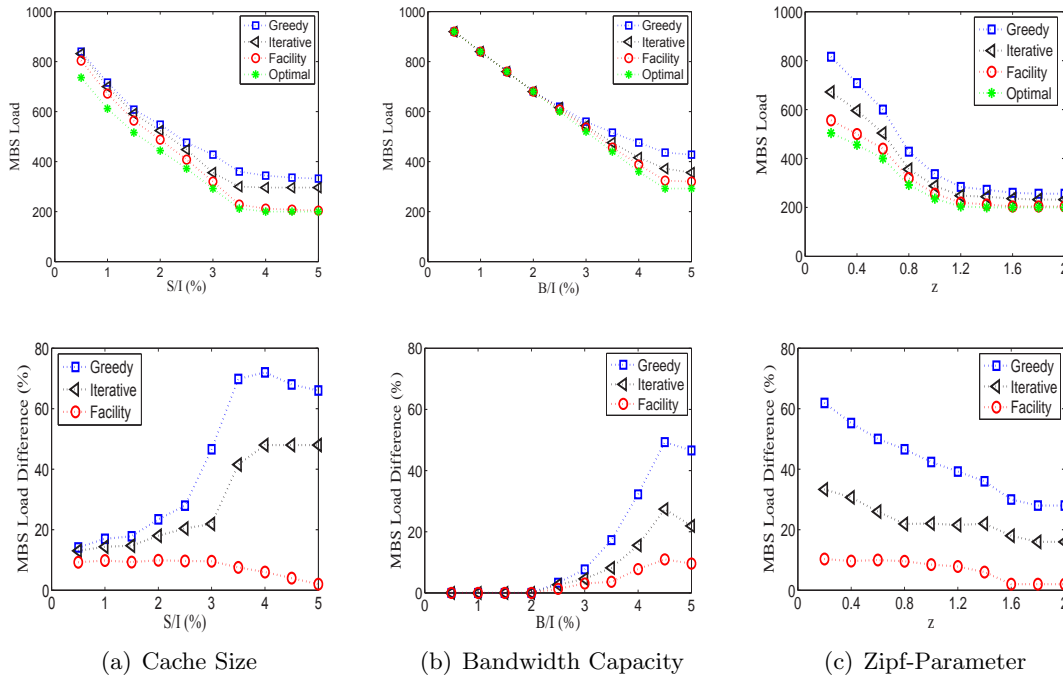 1000
800
600
400
200
0
MBS Load
0 1 2 3 4 5
S/I (%)
Greedy
Iterative
Facility
Optimal
1000
800
600
400
200
0
MBS Load
0 1 2 3 4 5
B/I (%)
Greedy
Iterative
Facility
Optimal
1000
800
600
400
200
0
MBS Load
0 0.4 0.8 1.2 1.6 2
z
Greedy
Iterative
Facility
Optimal
80
60
40
20
0
MBS Load Difference (%)
0 1 2 3 4 5
S/I (%)
Greedy
Iterative
Facility
80
60
40
20
0
MBS Load Difference (%)
0 1 2 3 4 5
B/I (%)
Greedy
Iterative
Facility
80
60
40
20
0
MBS Load Difference (%)
0 0.4 0.8 1.2 1.6 2
z
Greedy
Iterative
Facility
(a) Cache Size
(b) Bandwidth Capacity
(c) Zipf-Parameter